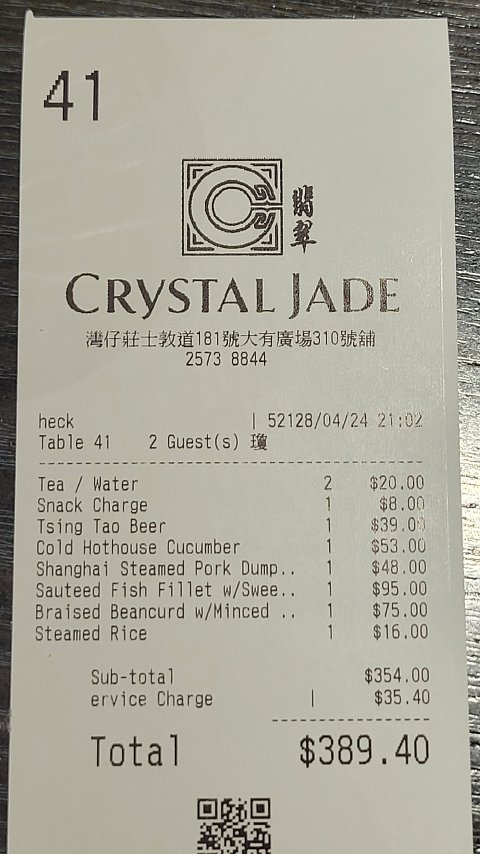 41
翡翠
CRYSTAL JADE
灣仔莊士敦道181號大有廣場310號舖
2573 8844
heck | 52128/04/24 21:02
Table 41 2 Guest(s) 瓊
Tea / Water 2 $20.00
Snack Charge 1 $8.00
Tsing Tao Beer 1 $39.00
Cold Hothouse Cucumber 1 $53.00
Shanghai Steamed Pork Dump.. 1 $48.00
Sauteed Fish Fillet w/Swee.. 1 $95.00
Braised Beancurd w/Minced .. 1 $75.00
Steamed Rice 1 $16.00
Sub-total $354.00
ervice Charge | $35.40
Total $389.40